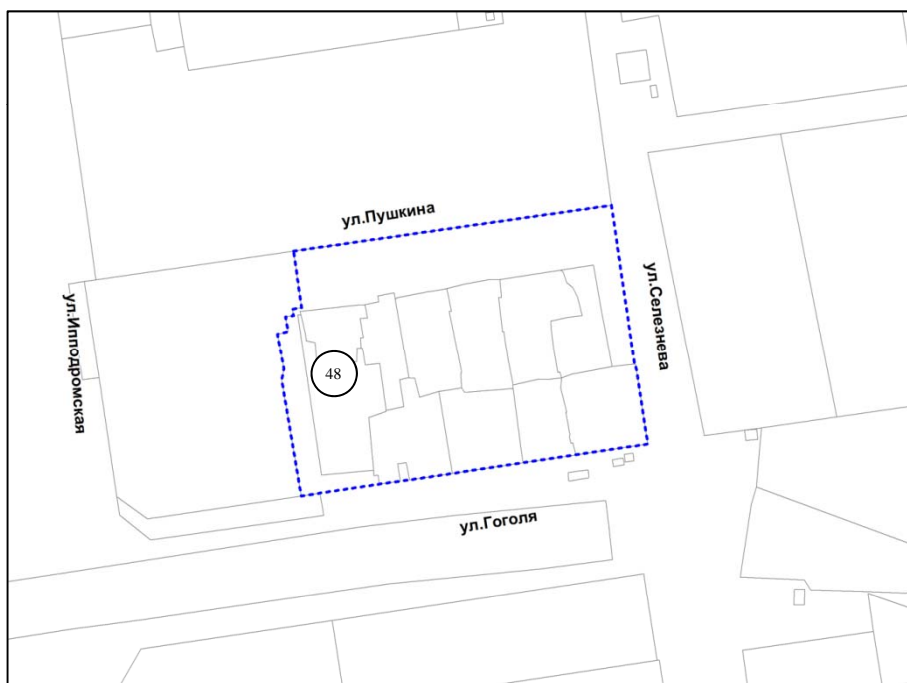 ул.Пушкина
ул.Селезнева
ул.Ипподромская
48
ул.Гоголя